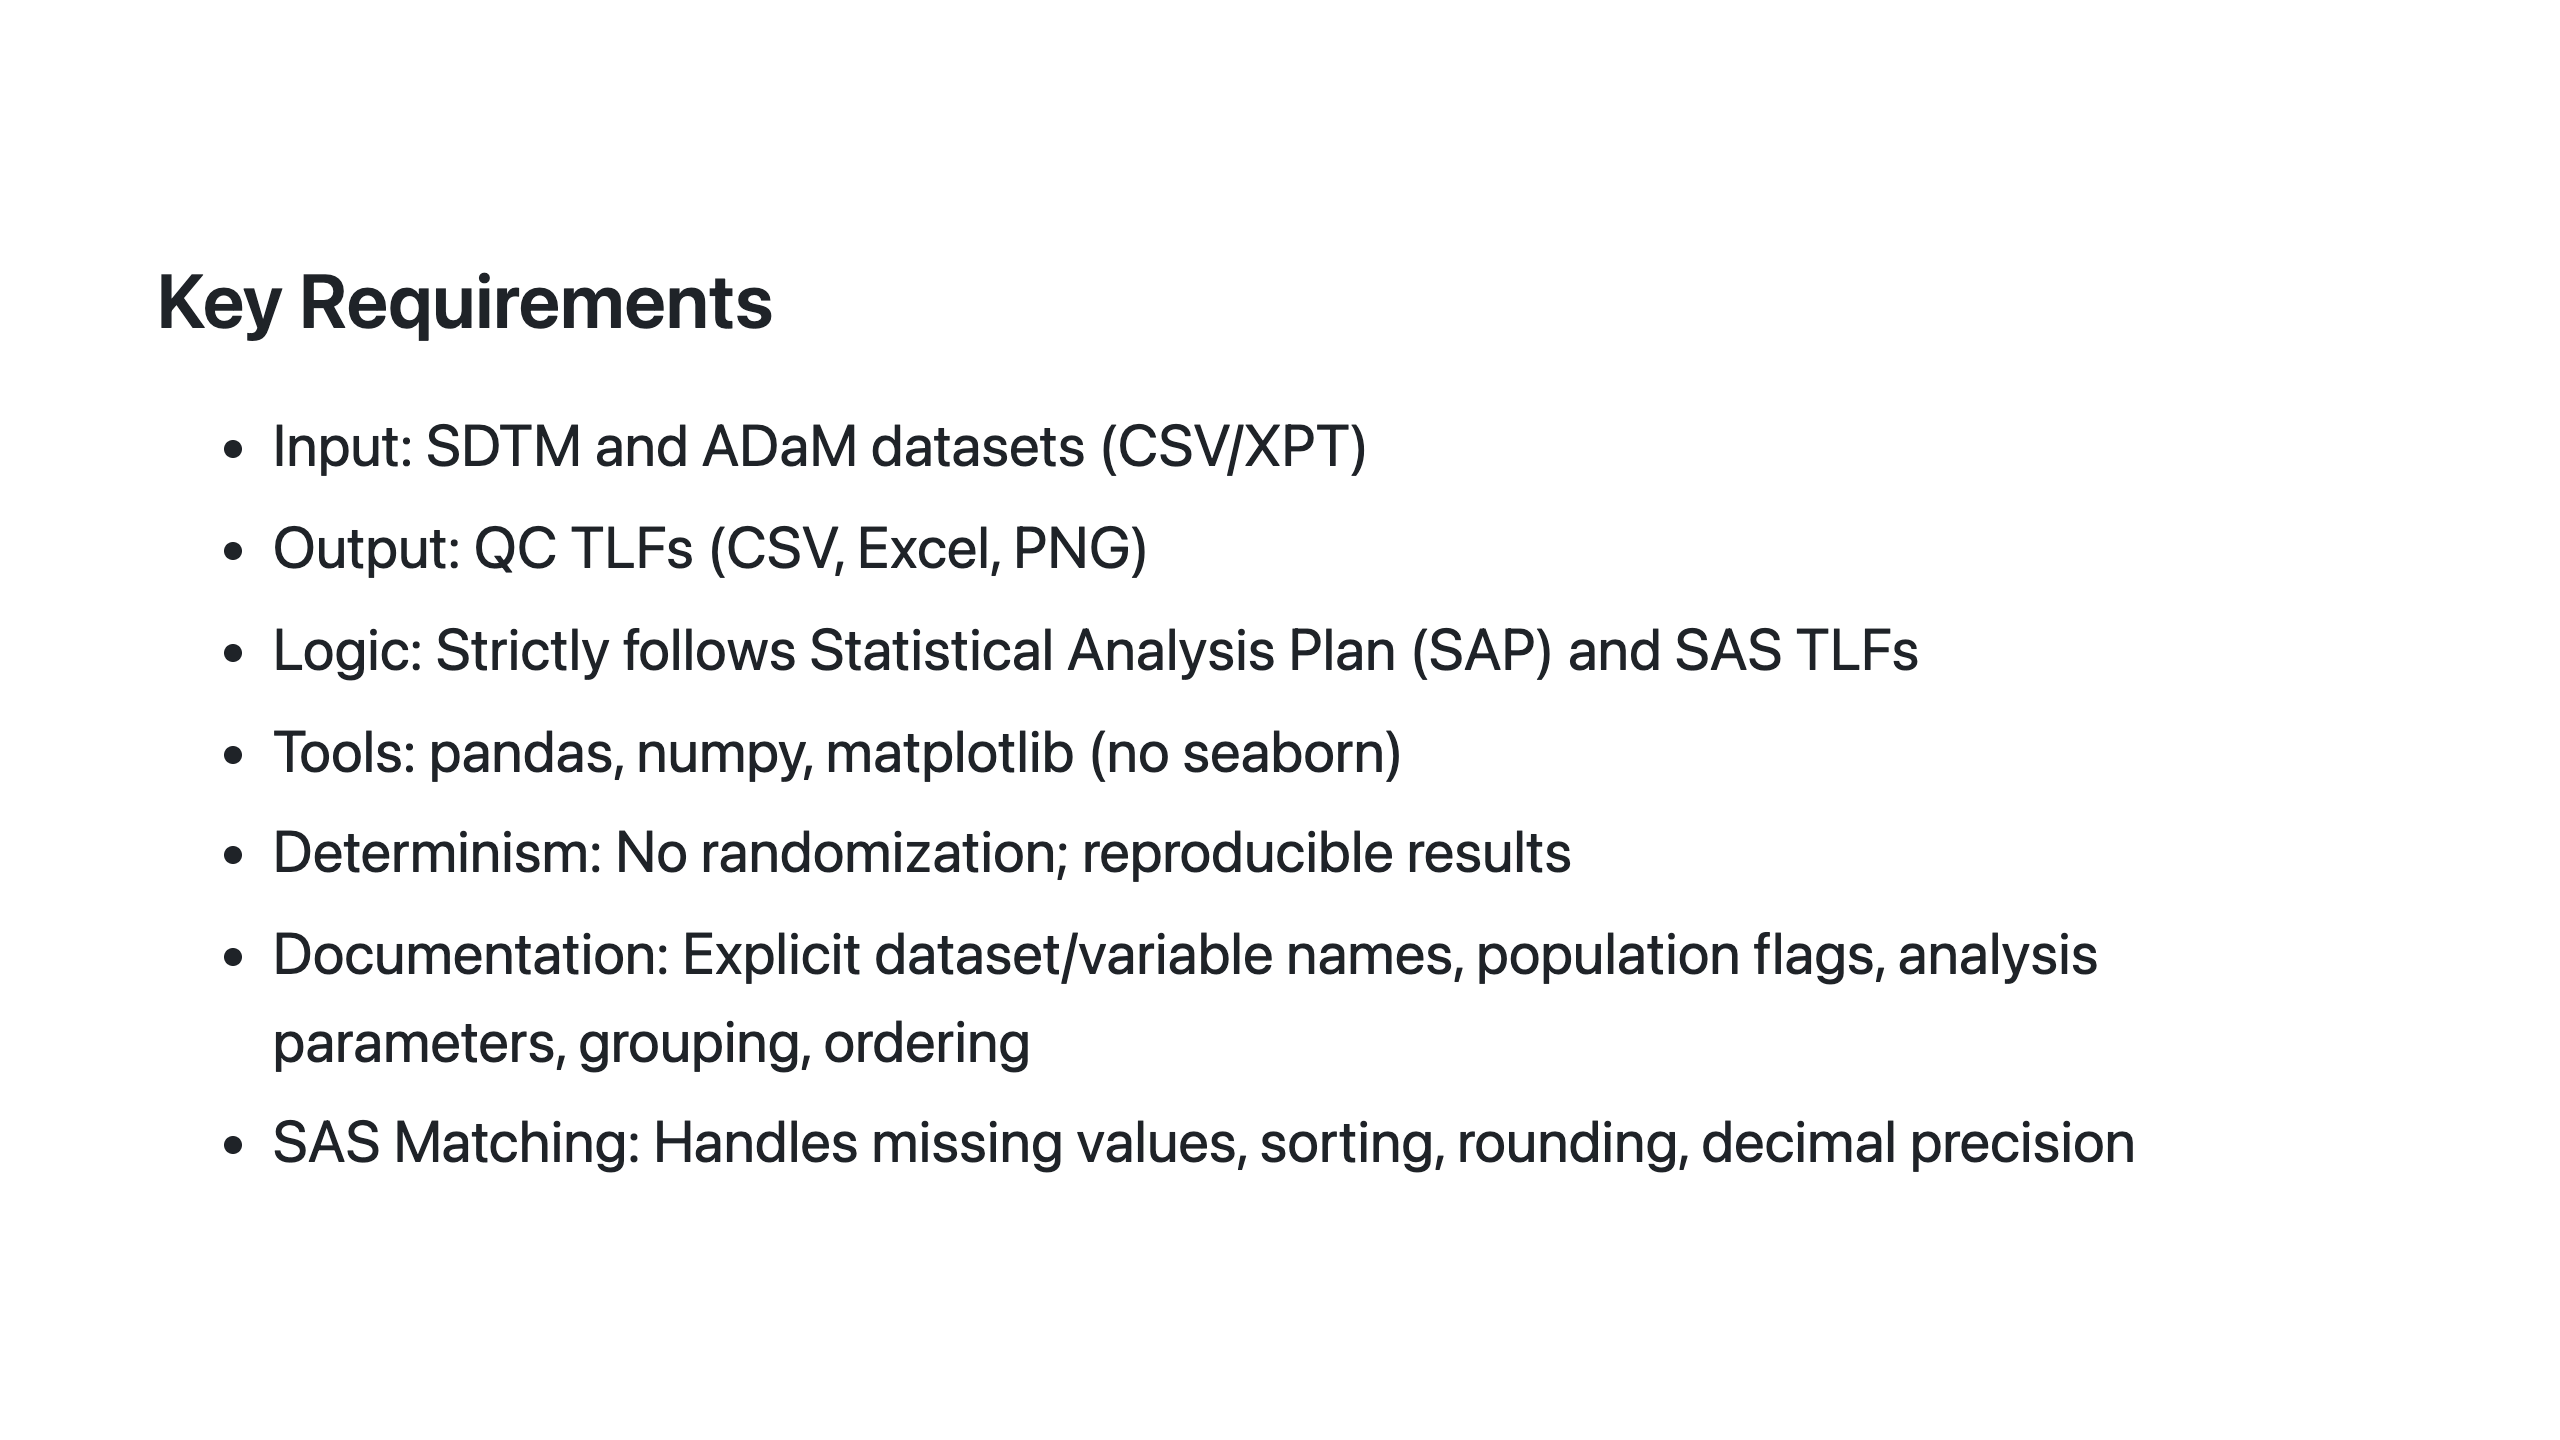 Key Requirements
• Input: SDTM and ADaM datasets (CSV/XPT)
• Output: QC TLFs (CSV, Excel, PNG)
• Logic: Strictly follows Statistical Analysis Plan (SAP) and SAS TLFs
• Tools: pandas, numpy, matplotlib (no seaborn)
• Determinism: No randomization; reproducible results
• Documentation: Explicit dataset/variable names, population flags, analysis
parameters, grouping, ordering
• SAS Matching: Handles missing values, sorting, rounding, decimal precision